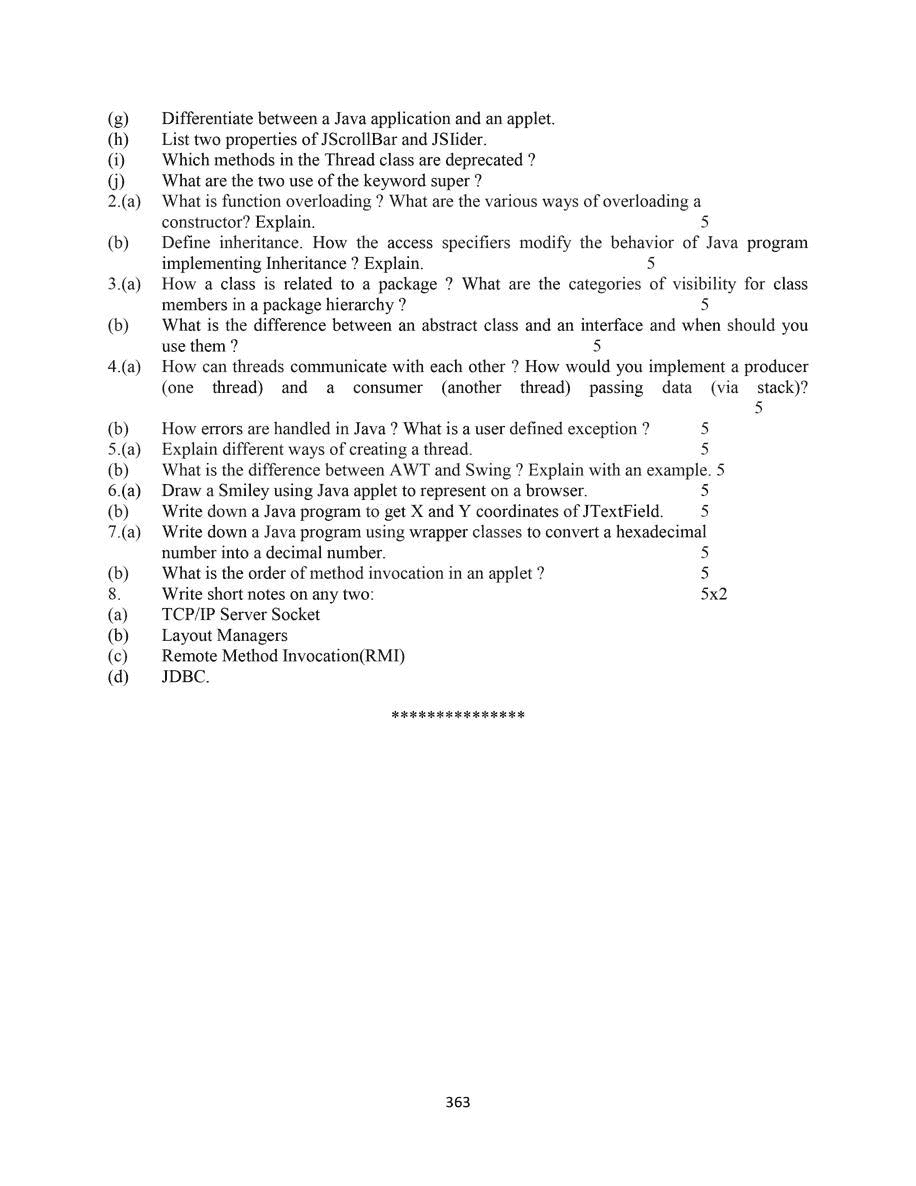 (g) Differentiate between a Java application and an applet.
(h) List two properties of JScrollBar and JSIider.
(i) Which methods in the Thread class are deprecated ?
(j) What are the two use of the keyword super ?
2.(a) What is function overloading ? What are the various ways of overloading a
constructor? Explain. 5
(b) Define inheritance. How the access specifiers modify the behavior of Java program
implementing Inheritance ? Explain. 5
3.(a) How a class is related to a package ? What are the categories of visibility for class
members in a package hierarchy ? 5
(b) What is the difference between an abstract class and an interface and when should you
use them ? 5
4.(a) How can threads communicate with each other ? How would you implement a producer
(one thread) and a consumer (another thread) passing data (via stack)?
5
(b) How errors are handled in Java ? What is a user defined exception ? 5
5.(a) Explain different ways of creating a thread. 5
(b) What is the difference between AWT and Swing ? Explain with an example. 5
6.(a) Draw a Smiley using Java applet to represent on a browser. 5
(b) Write down a Java program to get X and Y coordinates of JTextField. 5
7.(a) Write down a Java program using wrapper classes to convert a hexadecimal
number into a decimal number. 5
(b) What is the order of method invocation in an applet ? 5
8. Write short notes on any two: 5x2
(a) TCP/IP Server Socket
(b) Layout Managers
(c) Remote Method Invocation(RMI)
(d) JDBC.
***************
363